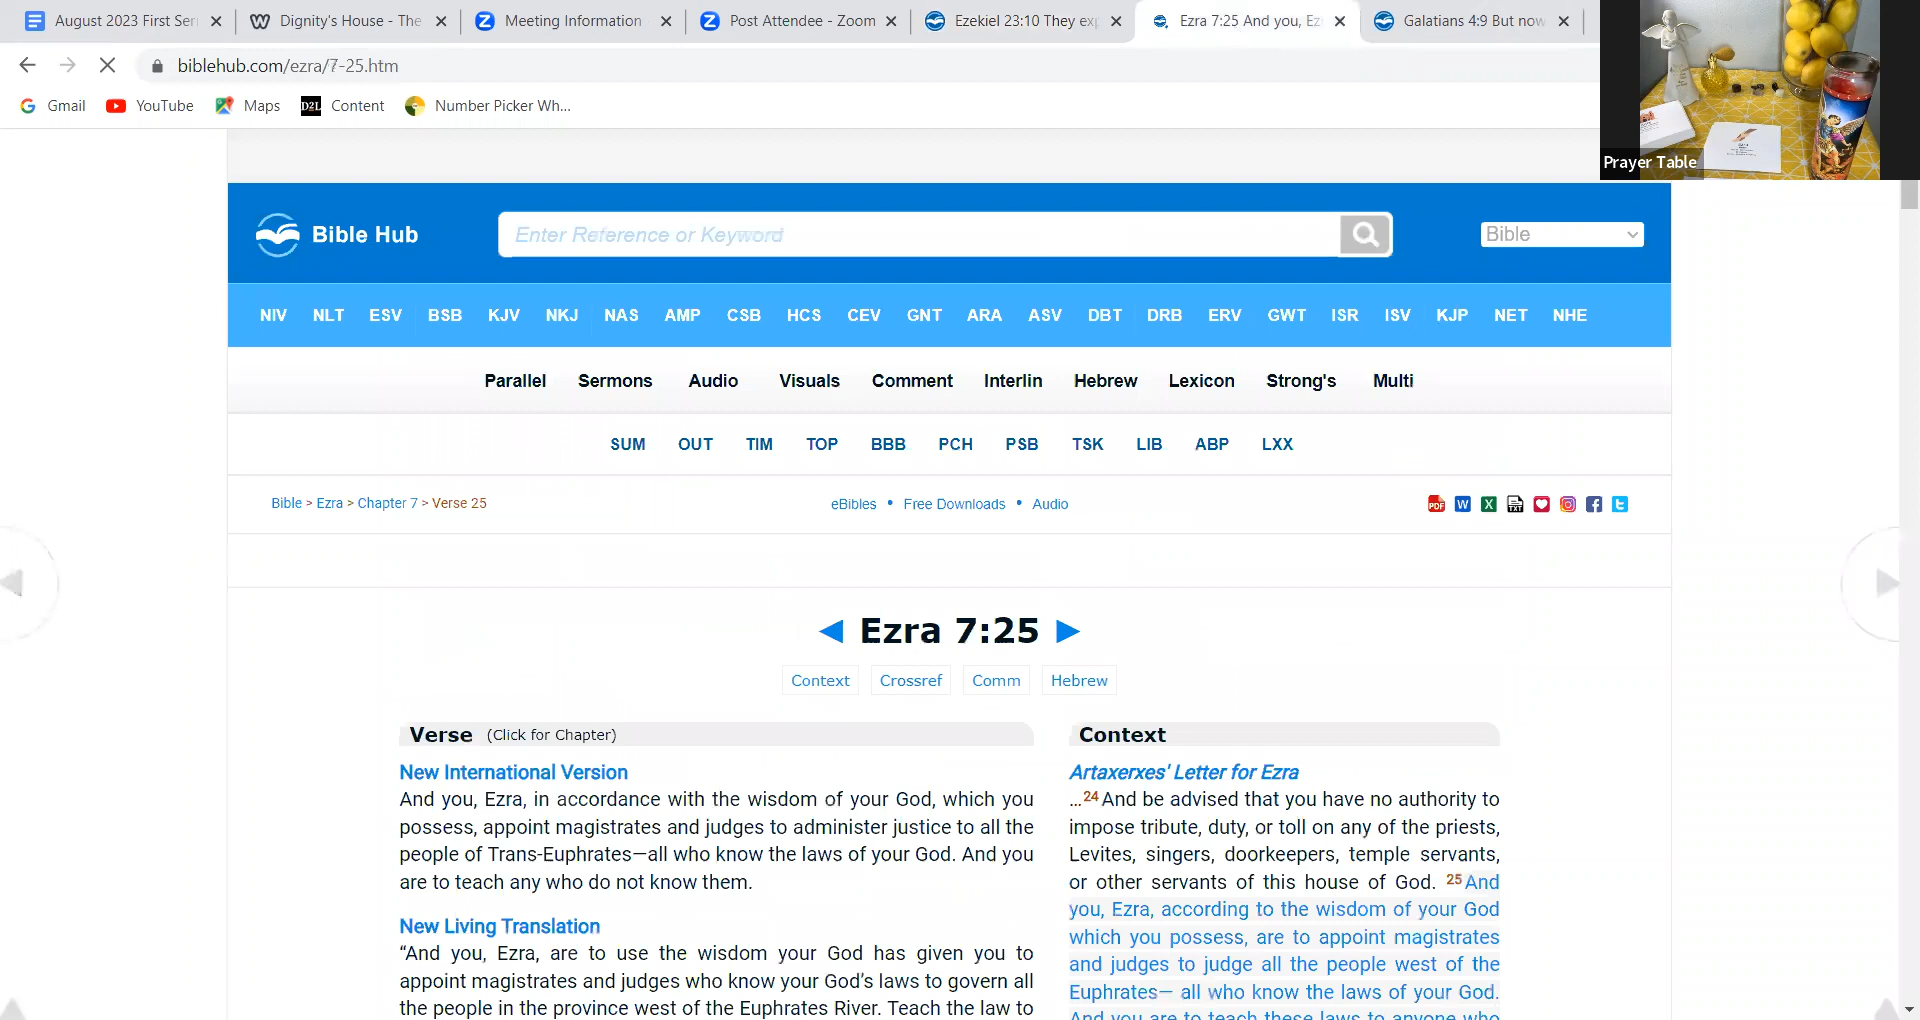 August 2023 First Ser
Dignity's House - The
Meeting Information
Post Attendee - Zoom
Ezekiel 23:10 They exp
Ezra 7:25 And you, Ez
Galatians 4:9 But now
biblehub.com/ezra/7-25.htm
Gmail YouTube Maps D2L Content Number Picker Wh...
Prayer Table
Bible Hub
Enter Reference or Keyword
Bible
NIV NLT ESV BSB KJV NKJ NAS AMP CSB HCS CEV GNT ARA ASV DBT DRB ERV GWT ISR ISV KJP NET NHE
Parallel Sermons Audio Visuals Comment Interlin Hebrew Lexicon Strong's Multi
SUM OUT TIM TOP BBB PCH PSB TSK LIB ABP LXX
Bible > Ezra > Chapter 7 > Verse 25
eBibles • Free Downloads • Audio
PDF W X TXT
◄ Ezra 7:25 ►
Context Crossref Comm Hebrew
Verse (Click for Chapter)
New International Version
And you, Ezra, in accordance with the wisdom of your God, which you
possess, appoint magistrates and judges to administer justice to all the
people of Trans-Euphrates—all who know the laws of your God. And you
are to teach any who do not know them.
New Living Translation
“And you, Ezra, are to use the wisdom your God has given you to
appoint magistrates and judges who know your God’s laws to govern all
the people in the province west of the Euphrates River. Teach the law to
Context
Artaxerxes' Letter for Ezra
…24 And be advised that you have no authority to
impose tribute, duty, or toll on any of the priests,
Levites, singers, doorkeepers, temple servants,
or other servants of this house of God. 25 And
you, Ezra, according to the wisdom of your God
which you possess, are to appoint magistrates
and judges to judge all the people west of the
Euphrates— all who know the laws of your God.
And you are to teach these laws to anyone who